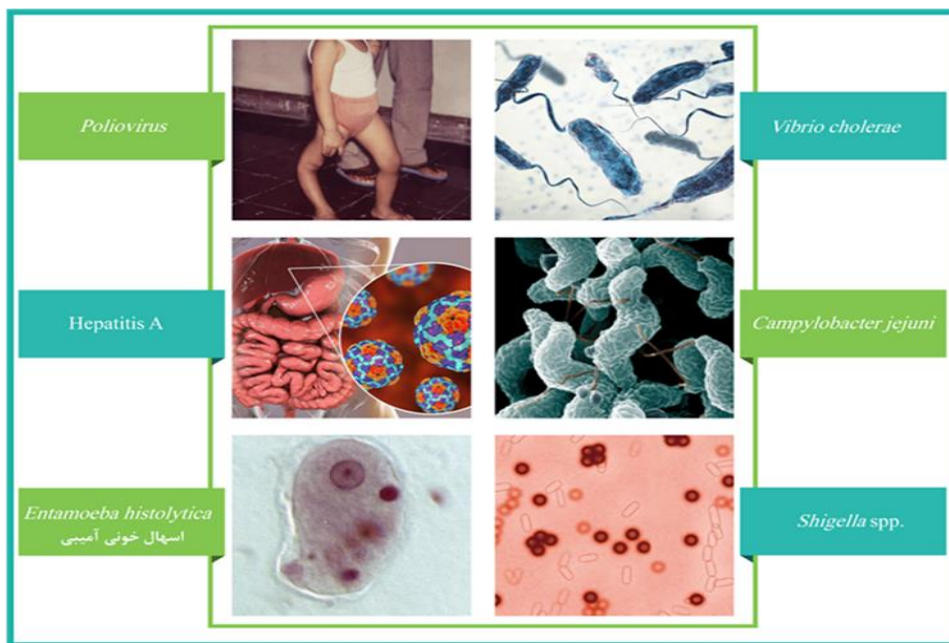 Poliovirus
Vibrio cholerae
Hepatitis A
Campylobacter jejuni
Entamoeba histolytica
اسهال خونی آمیبی
Shigella spp.